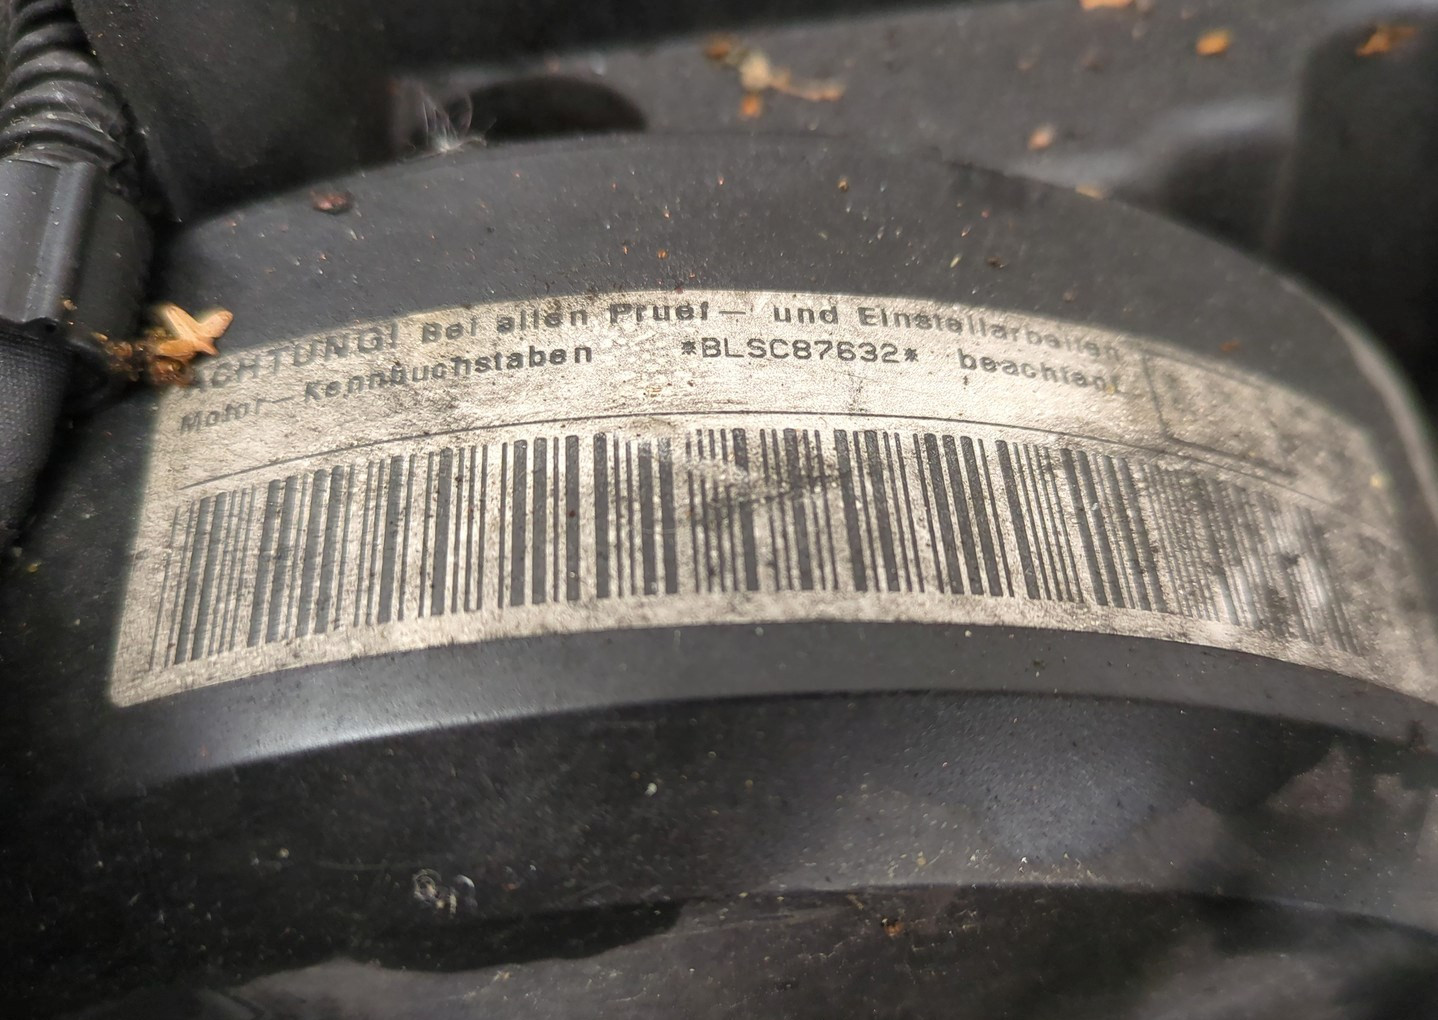 ACHTUNG! Bei allen Pruef- und Einstellarbeiten
Motor-Kennbuchstaben *BLSC87632* beachten!